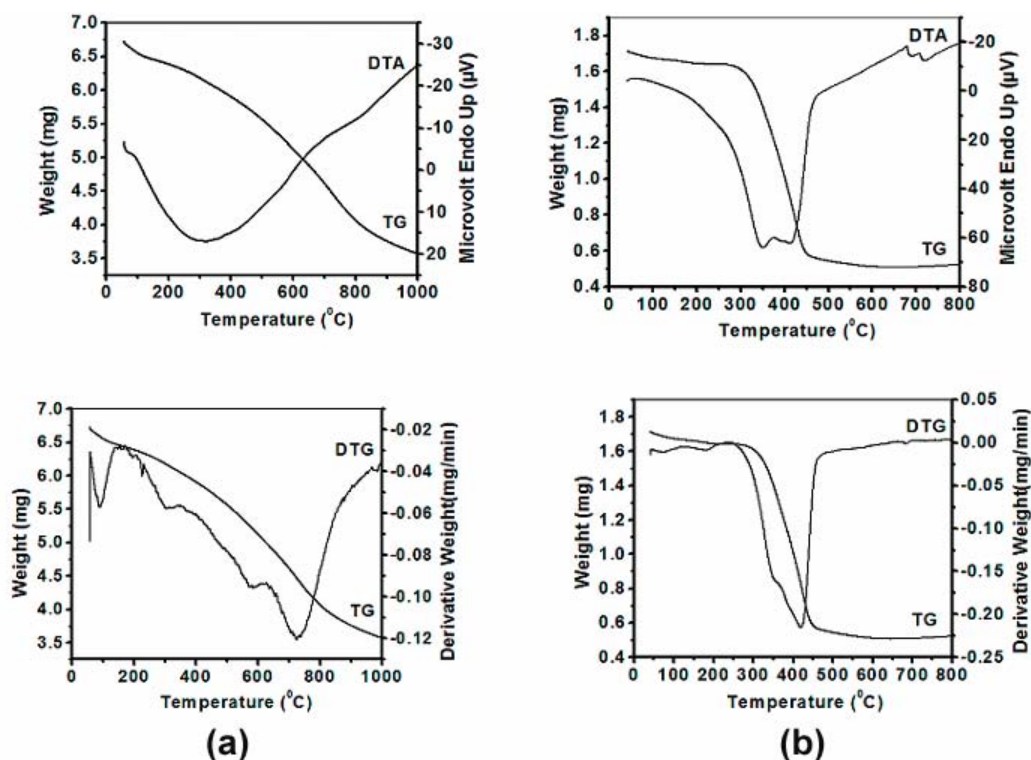 7.0
6.5
6.0
5.5
5.0
4.5
4.0
3.5
Weight (mg)
-30
-20
-10
0
10
20
Microvolt Endo Up (µV)
DTA
TG
0 200 400 600 800 1000
Temperature (⁰C)
1.8
1.6
1.4
1.2
1.0
0.8
0.6
0.4
Weight (mg)
-20
0
20
40
60
80
Microvolt Endo Up (µV)
DTA
TG
0 100 200 300 400 500 600 700 800
Temperature (⁰C)
7.0
6.5
6.0
5.5
5.0
4.5
4.0
3.5
Weight (mg)
-0.02
-0.04
-0.06
-0.08
-0.10
-0.12
Derivative Weight(mg/min)
DTG
TG
0 200 400 600 800 1000
Temperature (⁰C)
(a)
1.8
1.6
1.4
1.2
1.0
0.8
0.6
0.4
Weight (mg)
0.05
0.00
-0.05
-0.10
-0.15
-0.20
-0.25
Derivative Weight(mg/min)
DTG
TG
0 100 200 300 400 500 600 700 800
Temperature (⁰C)
(b)